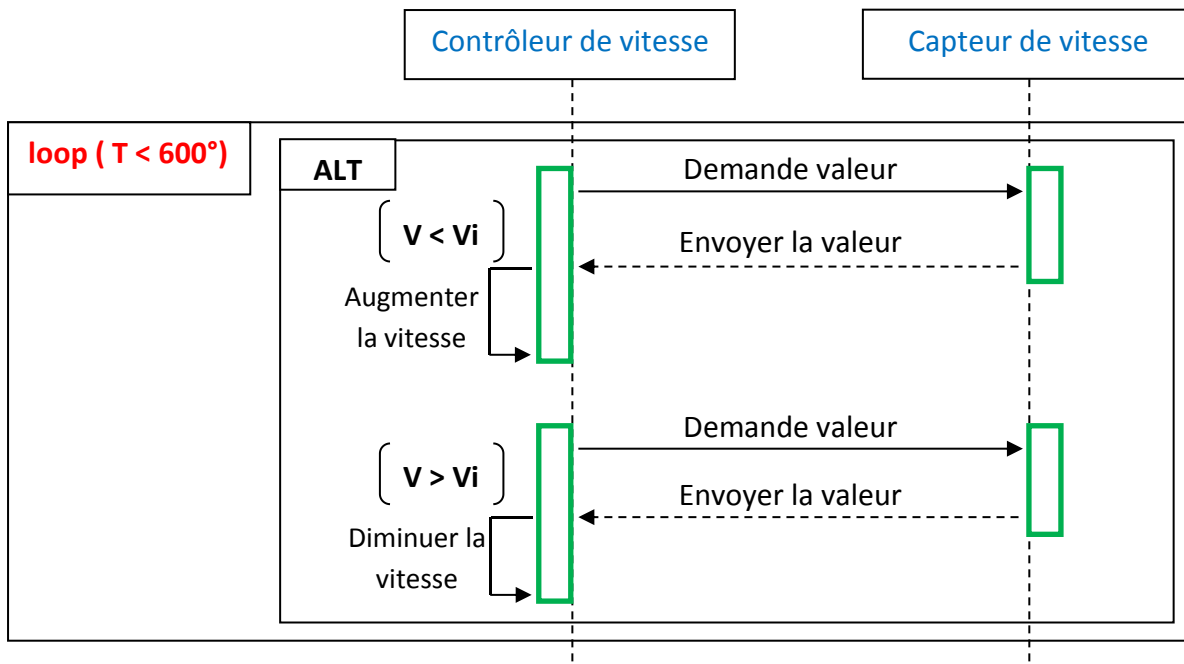 Contrôleur de vitesse
Capteur de vitesse
loop ( T < 600°)
ALT
Demande valeur
V < Vi
Envoyer la valeur
Augmenter
la vitesse
Demande valeur
V > Vi
Envoyer la valeur
Diminuer la
vitesse